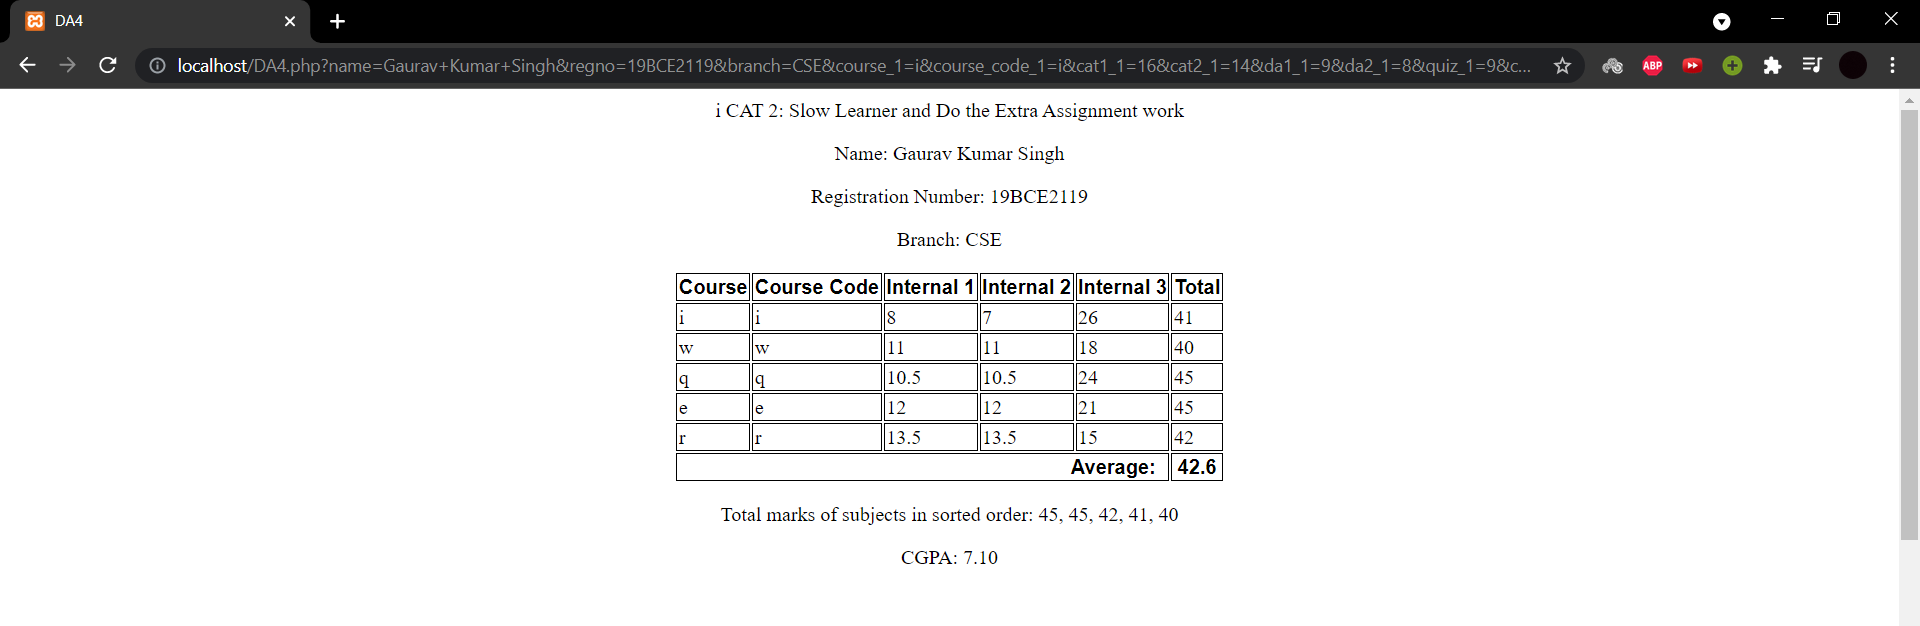 DA4
localhost/DA4.php?name=Gaurav+Kumar+Singh&regno=19BCE2119&branch=CSE&course_1=i&course_code_1=i&cat1_1=16&cat2_1=14&da1_1=9&da2_1=8&quiz_1=9&c...
ABP
i CAT 2: Slow Learner and Do the Extra Assignment work
Name: Gaurav Kumar Singh
Registration Number: 19BCE2119
Branch: CSE
Course Course Code Internal 1 Internal 2 Internal 3 Total
i i 8 7 26 41
w w 11 11 18 40
q q 10.5 10.5 24 45
e e 12 12 21 45
r r 13.5 13.5 15 42
Average: 42.6
Total marks of subjects in sorted order: 45, 45, 42, 41, 40
CGPA: 7.10